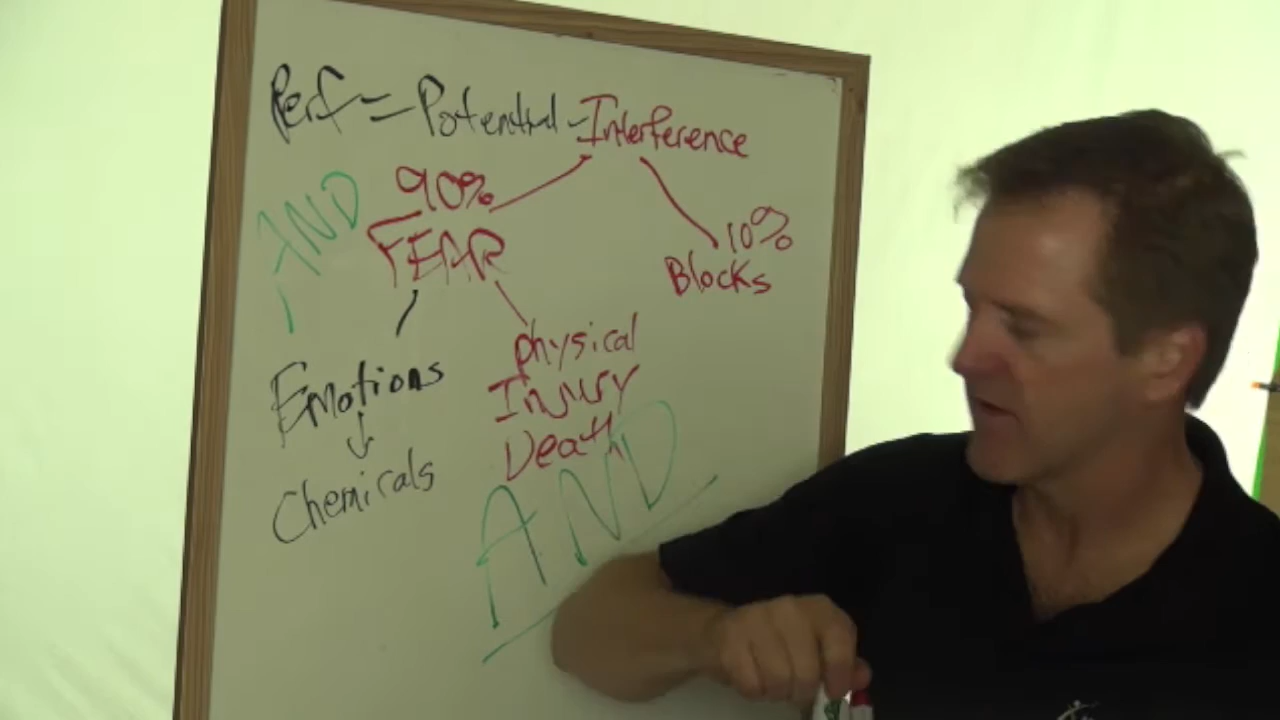 Perf = Potential - Interference
90%
AND
FEAR
10%
Blocks
Physical
Injury
Death
Emotions
Chemicals
AND